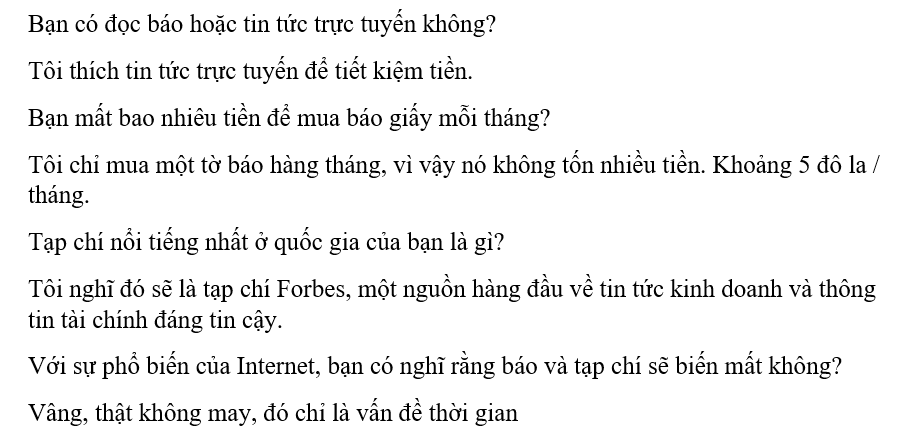 Bạn có đọc báo hoặc tin tức trực tuyến không?
Tôi thích tin tức trực tuyến để tiết kiệm tiền.
Bạn mất bao nhiêu tiền để mua báo giấy mỗi tháng?
Tôi chỉ mua một tờ báo hàng tháng, vì vậy nó không tốn nhiều tiền. Khoảng 5 đô la /
tháng.
Tạp chí nổi tiếng nhất ở quốc gia của bạn là gì?
Tôi nghĩ đó sẽ là tạp chí Forbes, một nguồn hàng đầu về tin tức kinh doanh và thông
tin tài chính đáng tin cậy.
Với sự phổ biến của Internet, bạn có nghĩ rằng báo và tạp chí sẽ biến mất không?
Vâng, thật không may, đó chỉ là vấn đề thời gian